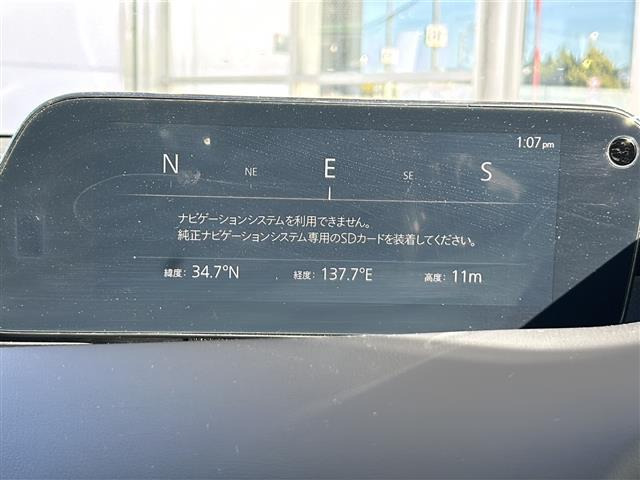 1:07 pm
N NE E SE S
ナビゲーションシステムを利用できません。
純正ナビゲーションシステム専用のSDカードを装着してください。
緯度: 34.7°N 経度: 137.7°E 高度: 11m